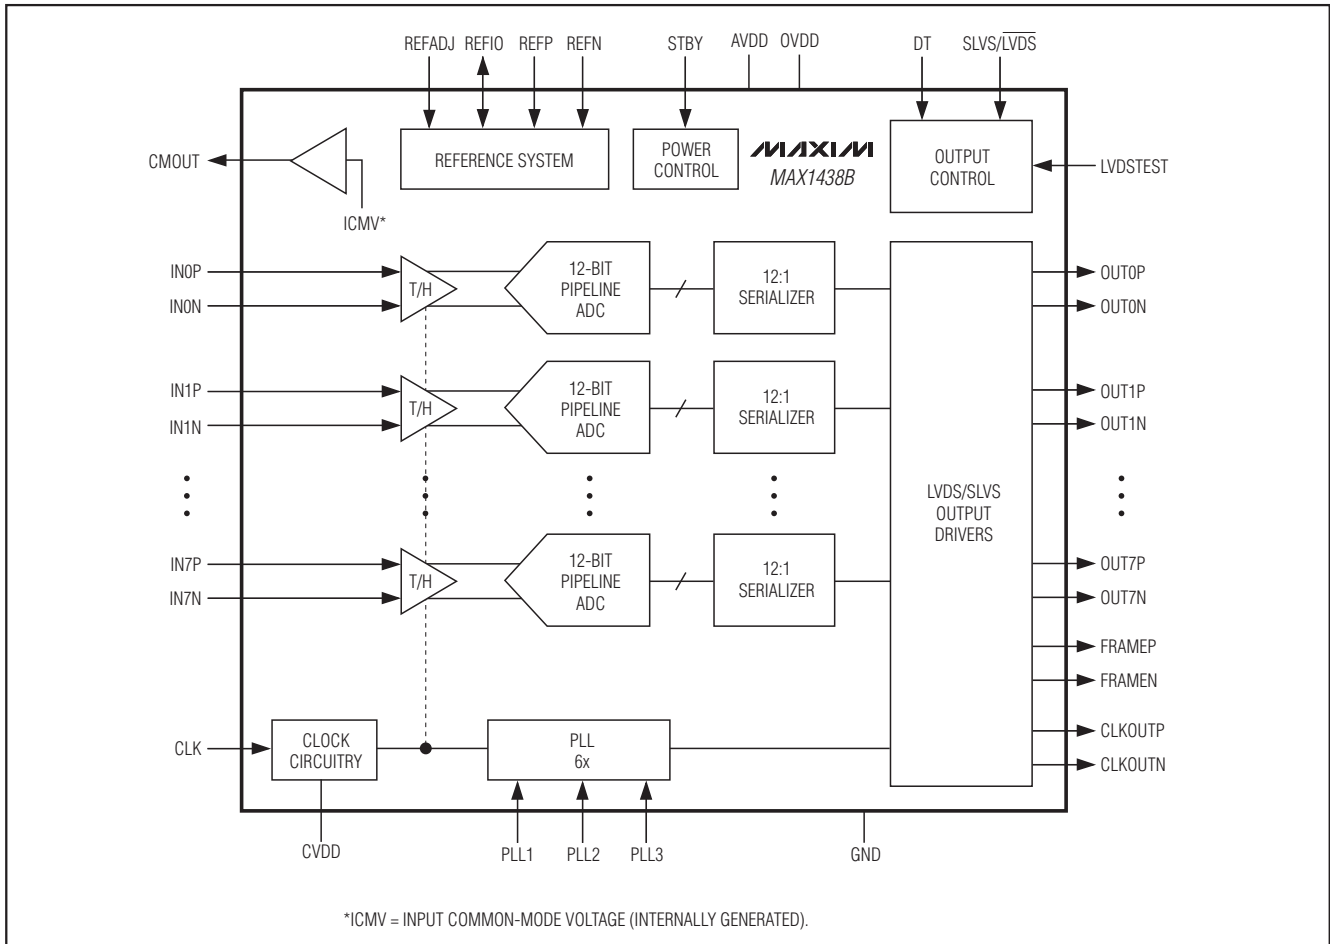 REFADJ REFIO REFP REFN STBY AVDD OVDD DT SLVS/L̅V̅D̅S̅
CMOUT
REFERENCE SYSTEM
POWER
CONTROL
MAXIM
MAX1438B
OUTPUT
CONTROL
LVDSTEST
ICMV*
IN0P
IN0N
T/H
12-BIT
PIPELINE
ADC
12:1
SERIALIZER
OUT0P
OUT0N
IN1P
IN1N
T/H
12-BIT
PIPELINE
ADC
12:1
SERIALIZER
OUT1P
OUT1N
LVDS/SLVS
OUTPUT
DRIVERS
IN7P
IN7N
T/H
12-BIT
PIPELINE
ADC
12:1
SERIALIZER
OUT7P
OUT7N
FRAMEP
FRAMEN
CLK
CLOCK
CIRCUITRY
PLL
6x
CLKOUTP
CLKOUTN
CVDD PLL1 PLL2 PLL3 GND
*ICMV = INPUT COMMON-MODE VOLTAGE (INTERNALLY GENERATED).